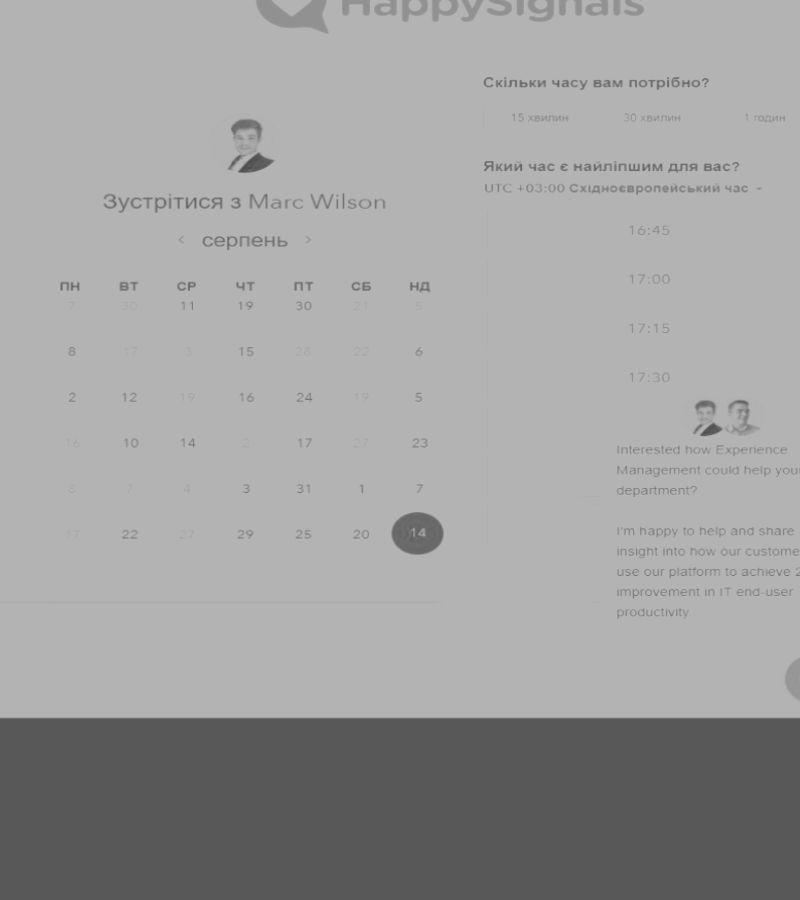 HappySignals
Зустрітися з Marc Wilson
серпень
ПН ВТ СР ЧТ ПТ СБ НД
7 30 11 19 30 21 5
8 17 3 15 28 22 6
2 12 19 16 24 19 5
16 10 14 2 17 27 23
8 7 4 3 31 1 7
17 22 27 29 25 20 14
Скільки часу вам потрібно?
15 хвилин 30 хвилин 1 годин
Який час є найліпшим для вас?
UTC +03:00 Східноєвропейський час
16:45
17:00
17:15
17:30
Interested how Experience
Management could help your
department?
I'm happy to help and share
insight into how our custome
use our platform to achieve 2
improvement in IT end-user
productivity.